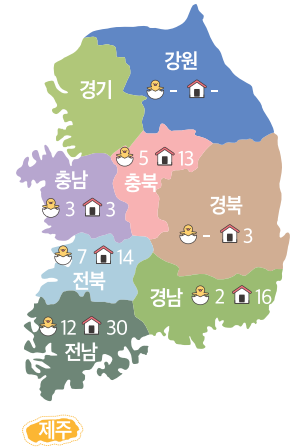 강원
- -
경기
5 13
충북
충남
3 3
경북
- 3
7 14
전북
경남 2 16
12 30
전남
제주